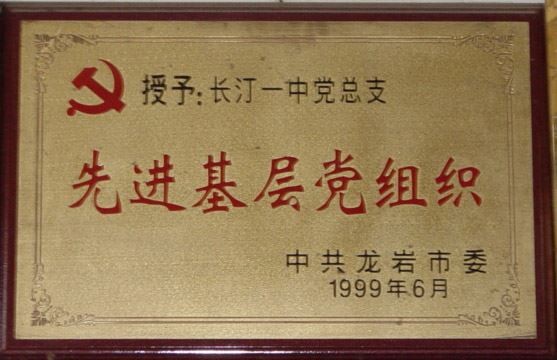 授予:长汀一中党总支
先进基层党组织
中共龙岩市委
1999年6月